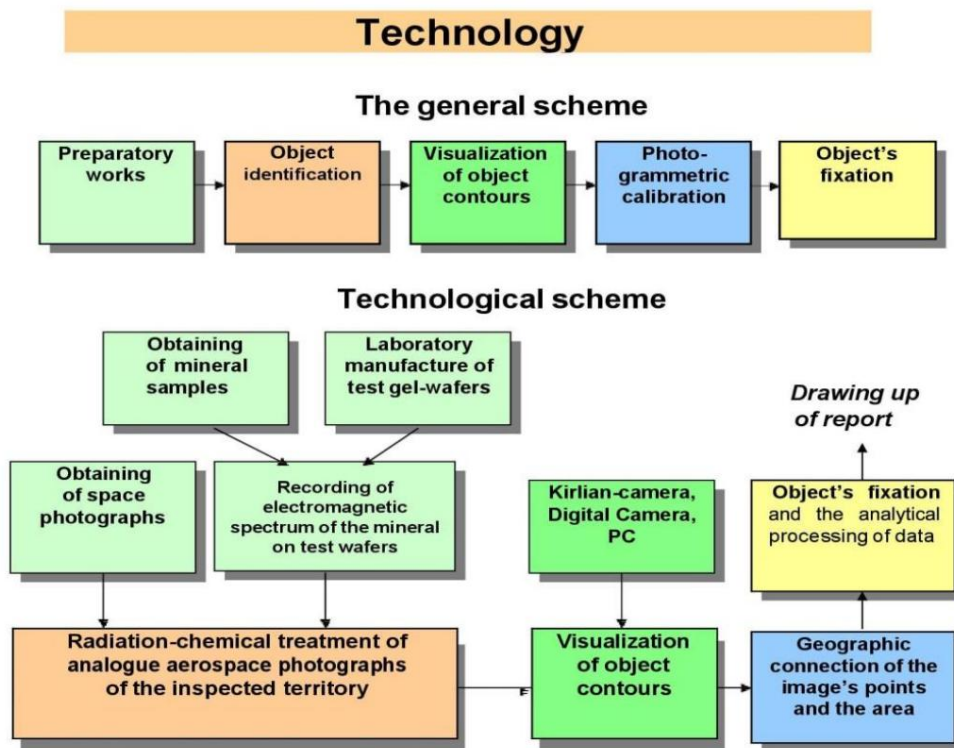 Technology
The general scheme
Preparatory
works
Object
identification
Visualization
of object
contours
Photo-
grammetric
calibration
Object's
fixation
Technological scheme
Obtaining
of mineral
samples
Laboratory
manufacture of
test gel-wafers
Drawing up
of report
Obtaining
of space
photographs
Recording of
electromagnetic
spectrum of the mineral
on test wafers
Kirlian-camera,
Digital Camera,
PC
Object's fixation
and the analytical
processing of data
Radiation-chemical treatment of
analogue aerospace photographs
of the inspected territory
Visualization
of object
contours
Geographic
connection of the
image's points
and the area